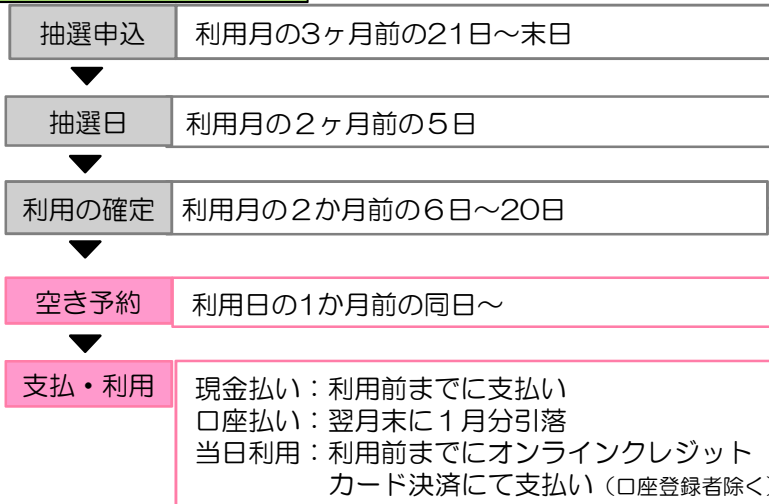 抽選申込 利用月の3ヶ月前の21日～末日
抽選日 利用月の２ヶ月前の５日
利用の確定 利用月の２か月前の６日～20日
空き予約 利用日の1か月前の同日～
支払・利用 現金払い：利用前までに支払い
口座払い：翌月末に１月分引落
当日利用：利用前までにオンラインクレジット
カード決済にて支払い（口座登録者除く）